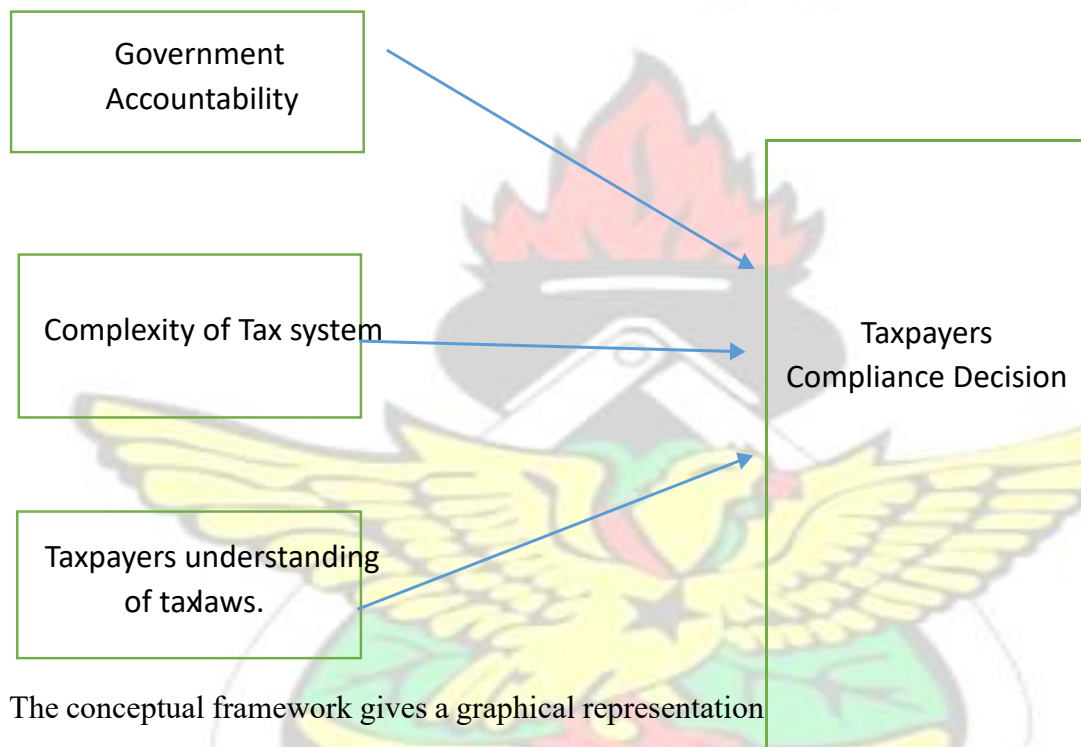 Government
Accountability
Complexity of Tax system
Taxpayers
Compliance Decision
Taxpayers understanding
of taxlaws.
The conceptual framework gives a graphical representation